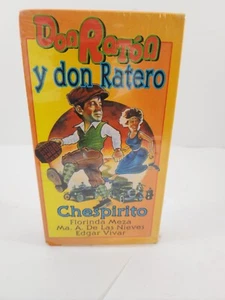 Don Ratón
y don Ratero
Chespirito
Florinda Meza
Ma. A. De Las Nieves
Edgar Vivar